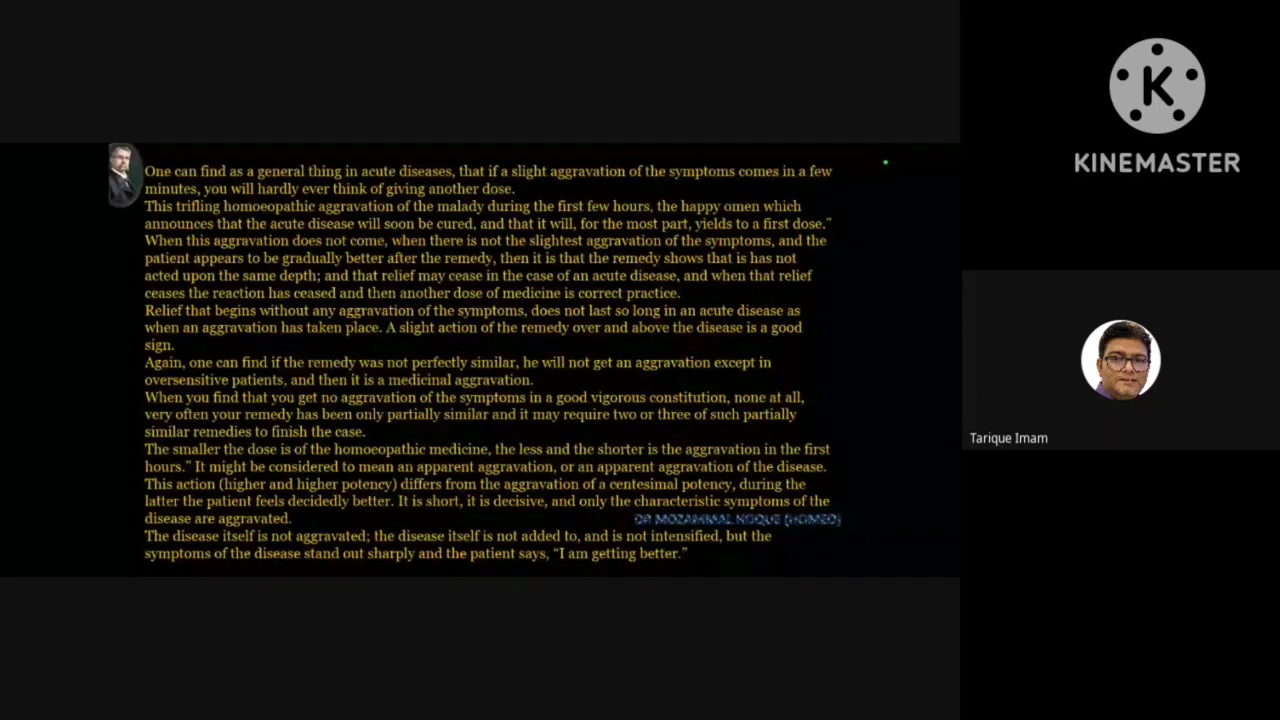 One can find as a general thing in acute diseases, that if a slight aggravation of the symptoms comes in a few
minutes, you will hardly ever think of giving another dose.
This trifling homoeopathic aggravation of the malady during the first few hours, the happy omen which
announces that the acute disease will soon be cured, and that it will, for the most part, yields to a first dose."
When this aggravation does not come, when there is not the slightest aggravation of the symptoms, and the
patient appears to be gradually better after the remedy, then it is that the remedy shows that is has not
acted upon the same depth; and that relief may cease in the case of an acute disease, and when that relief
ceases the reaction has ceased and then another dose of medicine is correct practice.
Relief that begins without any aggravation of the symptoms, does not last so long in an acute disease as
when an aggravation has taken place. A slight action of the remedy over and above the disease is a good
sign.
Again, one can find if the remedy was not perfectly similar, he will not get an aggravation except in
oversensitive patients, and then it is a medicinal aggravation.
When you find that you get no aggravation of the symptoms in a good vigorous constitution, none at all,
very often your remedy has been only partially similar and it may require two or three of such partially
similar remedies to finish the case.
The smaller the dose is of the homoeopathic medicine, the less and the shorter is the aggravation in the first
hours." It might be considered to mean an apparent aggravation, or an apparent aggravation of the disease.
This action (higher and higher potency) differs from the aggravation of a centesimal potency, during the
latter the patient feels decidedly better. It is short, it is decisive, and only the characteristic symptoms of the
disease are aggravated.
DR MOZAMMAL HOQUE (HOMEO)
The disease itself is not aggravated; the disease itself is not added to, and is not intensified, but the
symptoms of the disease stand out sharply and the patient says, "I am getting better."
K
KINEMASTER
Tarique Imam